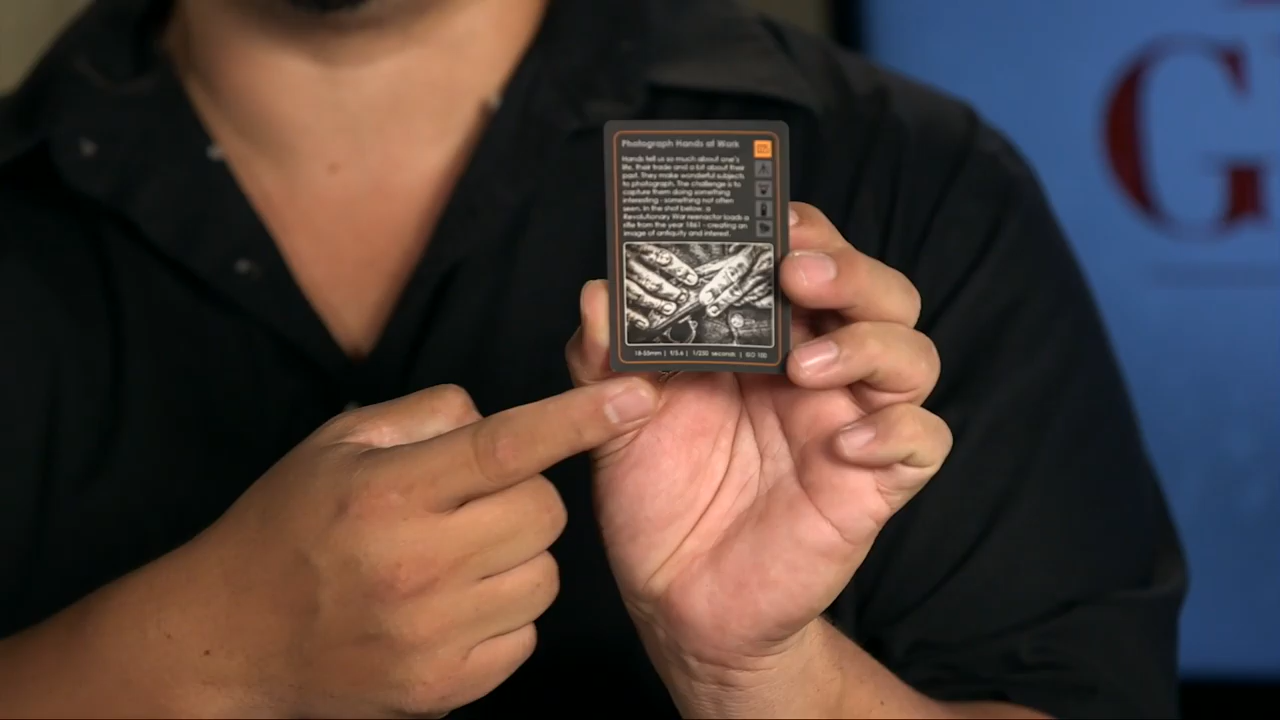 G
Photograph Hands at Work
Hands tell us so much about one's
life, their trade and a bit about their
past. They make wonderful subjects
to photograph. The challenge is to
capture them doing something
interesting - something not often
seen. In the shot below, a
Revolutionary War reenactor loads a
rifle from the year 1861 - creating an
image of antiquity and interest.
18-55mm | f/5.6 | 1/250 seconds | ISO 100